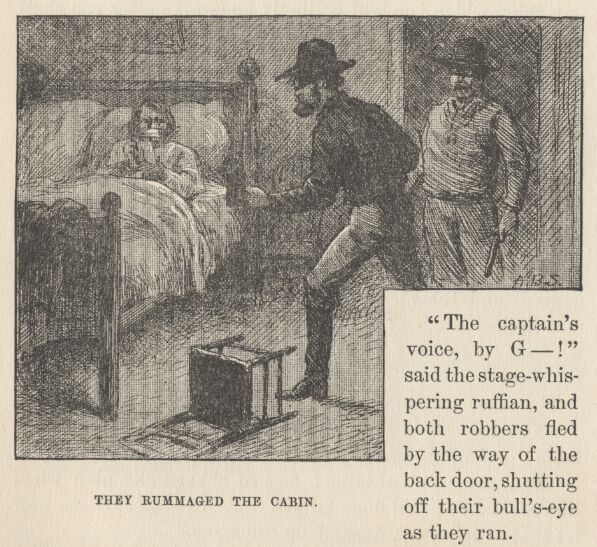 A.B.S.
“The captain’s
voice, by G—!”
said the stage-whis-
pering ruffian, and
both robbers fled
by the way of the
back door, shutting
off their bull’s-eye
as they ran.
THEY RUMMAGED THE CABIN.